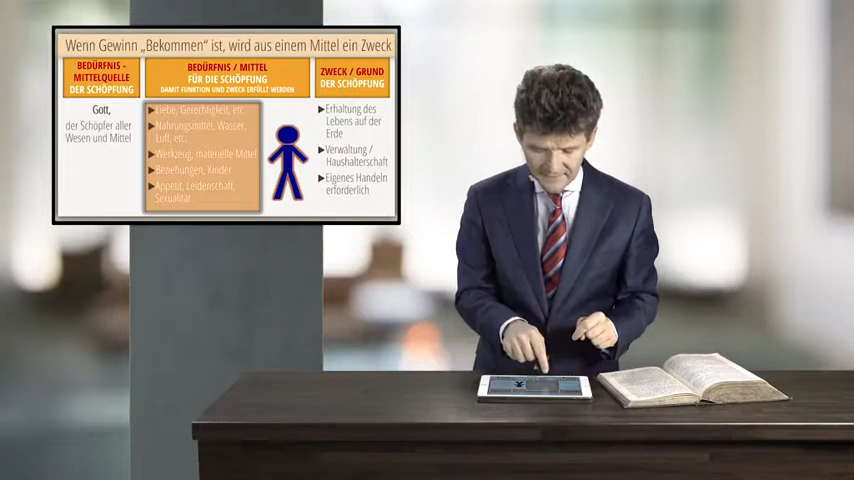 Wenn Gewinn „Bekommen“ ist, wird aus einem Mittel ein Zweck
BEDÜRFNIS -
MITTELQUELLE
DER SCHÖPFUNG
Gott,
der Schöpfer aller
Wesen und Mittel
BEDÜRFNIS / MITTEL
FÜR DIE SCHÖPFUNG
DAMIT FUNKTION UND ZWECK ERFÜLLT WERDEN
▶Liebe, Gerechtigkeit, etc.
▶Nahrungsmittel, Wasser,
Luft, etc.
▶Werkzeug, materielle Mittel
▶Beziehungen, Kinder
▶Appetit, Leidenschaft,
Sexualität
ZWECK / GRUND
DER SCHÖPFUNG
▶Erhaltung des
Lebens auf der
Erde
▶Verwaltung /
Haushalterschaft
▶Eigenes Handeln
erforderlich